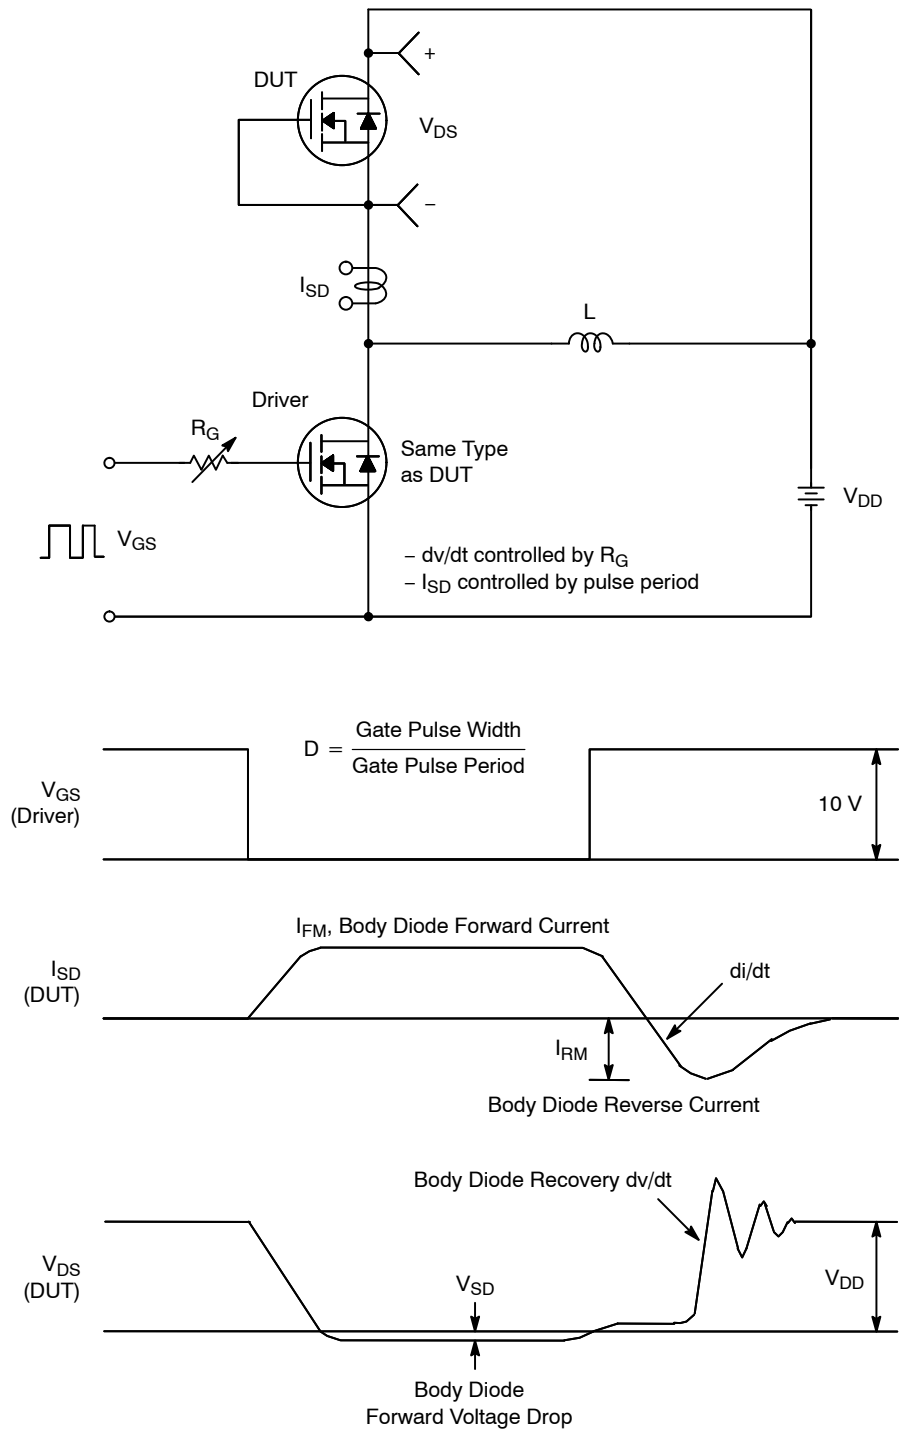 +
DUT
V_DS
−
I_SD
L
Driver
R_G
Same Type
as DUT
V_DD
V_GS
− dv/dt controlled by R_G
− I_SD controlled by pulse period
D = Gate Pulse Width
Gate Pulse Period
V_GS
(Driver)
10 V
I_FM, Body Diode Forward Current
I_SD
(DUT)
di/dt
I_RM
Body Diode Reverse Current
Body Diode Recovery dv/dt
V_DS
(DUT)
V_SD
V_DD
Body Diode
Forward Voltage Drop